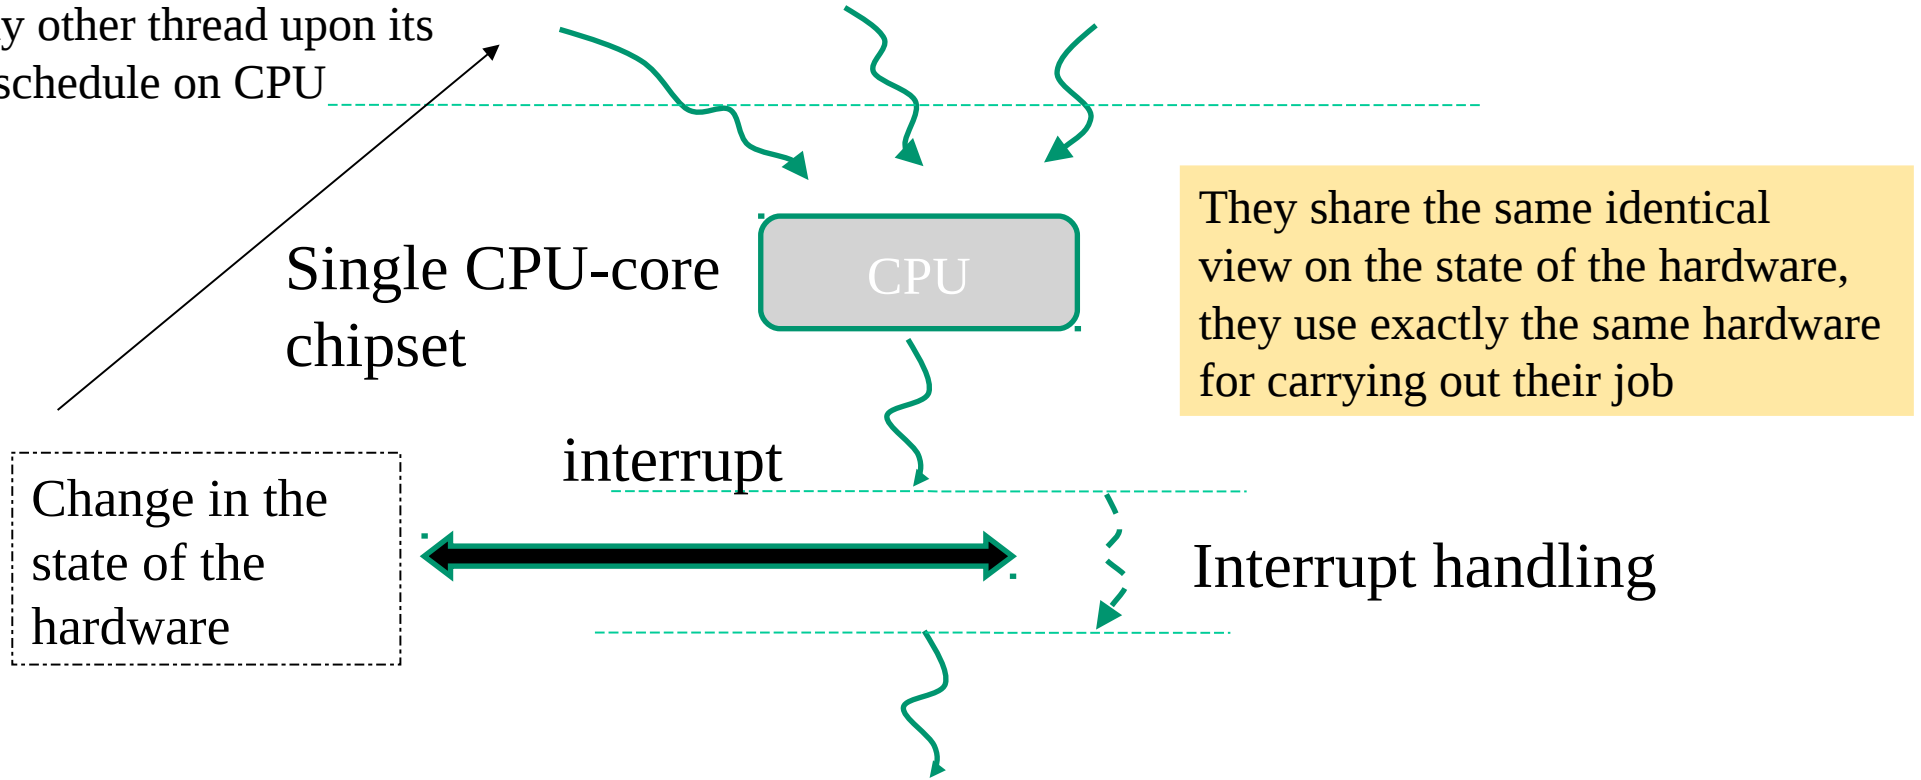 y other thread upon its
schedule on CPU
Single CPU-core
chipset
CPU
They share the same identical
view on the state of the hardware,
they use exactly the same hardware
for carrying out their job
interrupt
Change in the
state of the
hardware
Interrupt handling